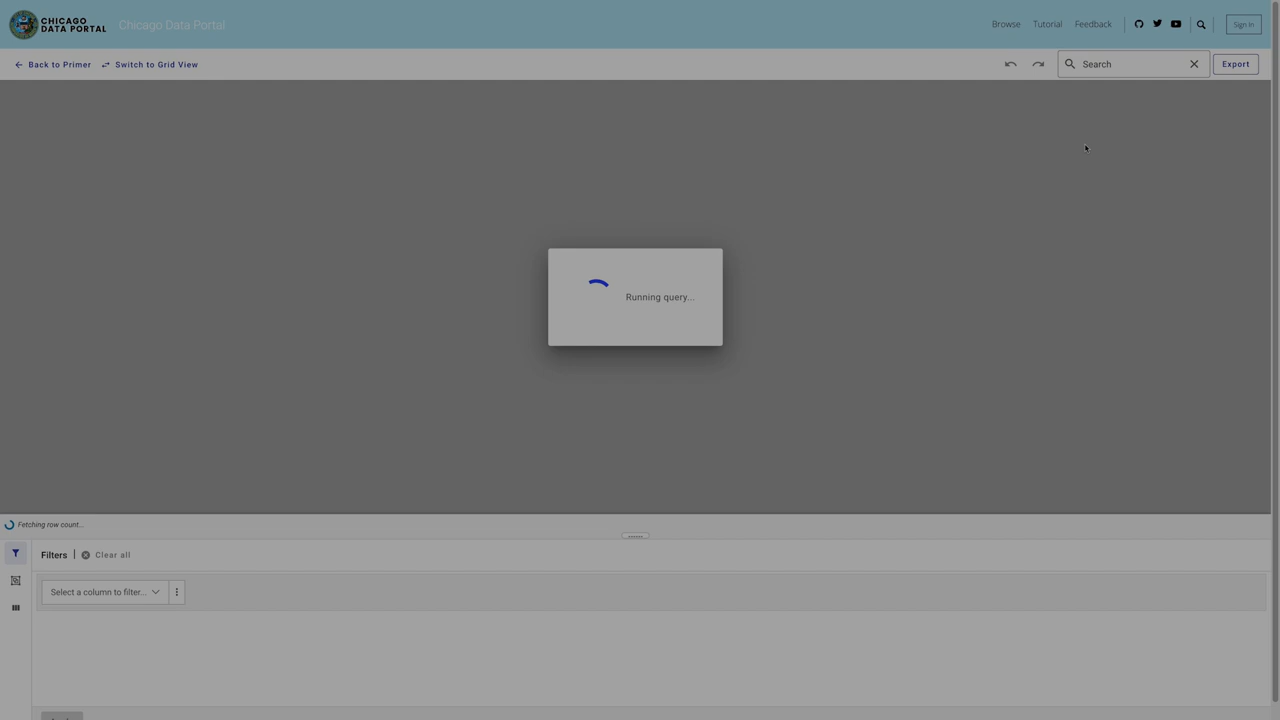 CHICAGO
DATA PORTAL
Chicago Data Portal
Browse
Tutorial
Feedback
Sign In
Back to Primer
Switch to Grid View
Search
Export
Running query...
Fetching row count...
Filters
Clear all
Select a column to filter...